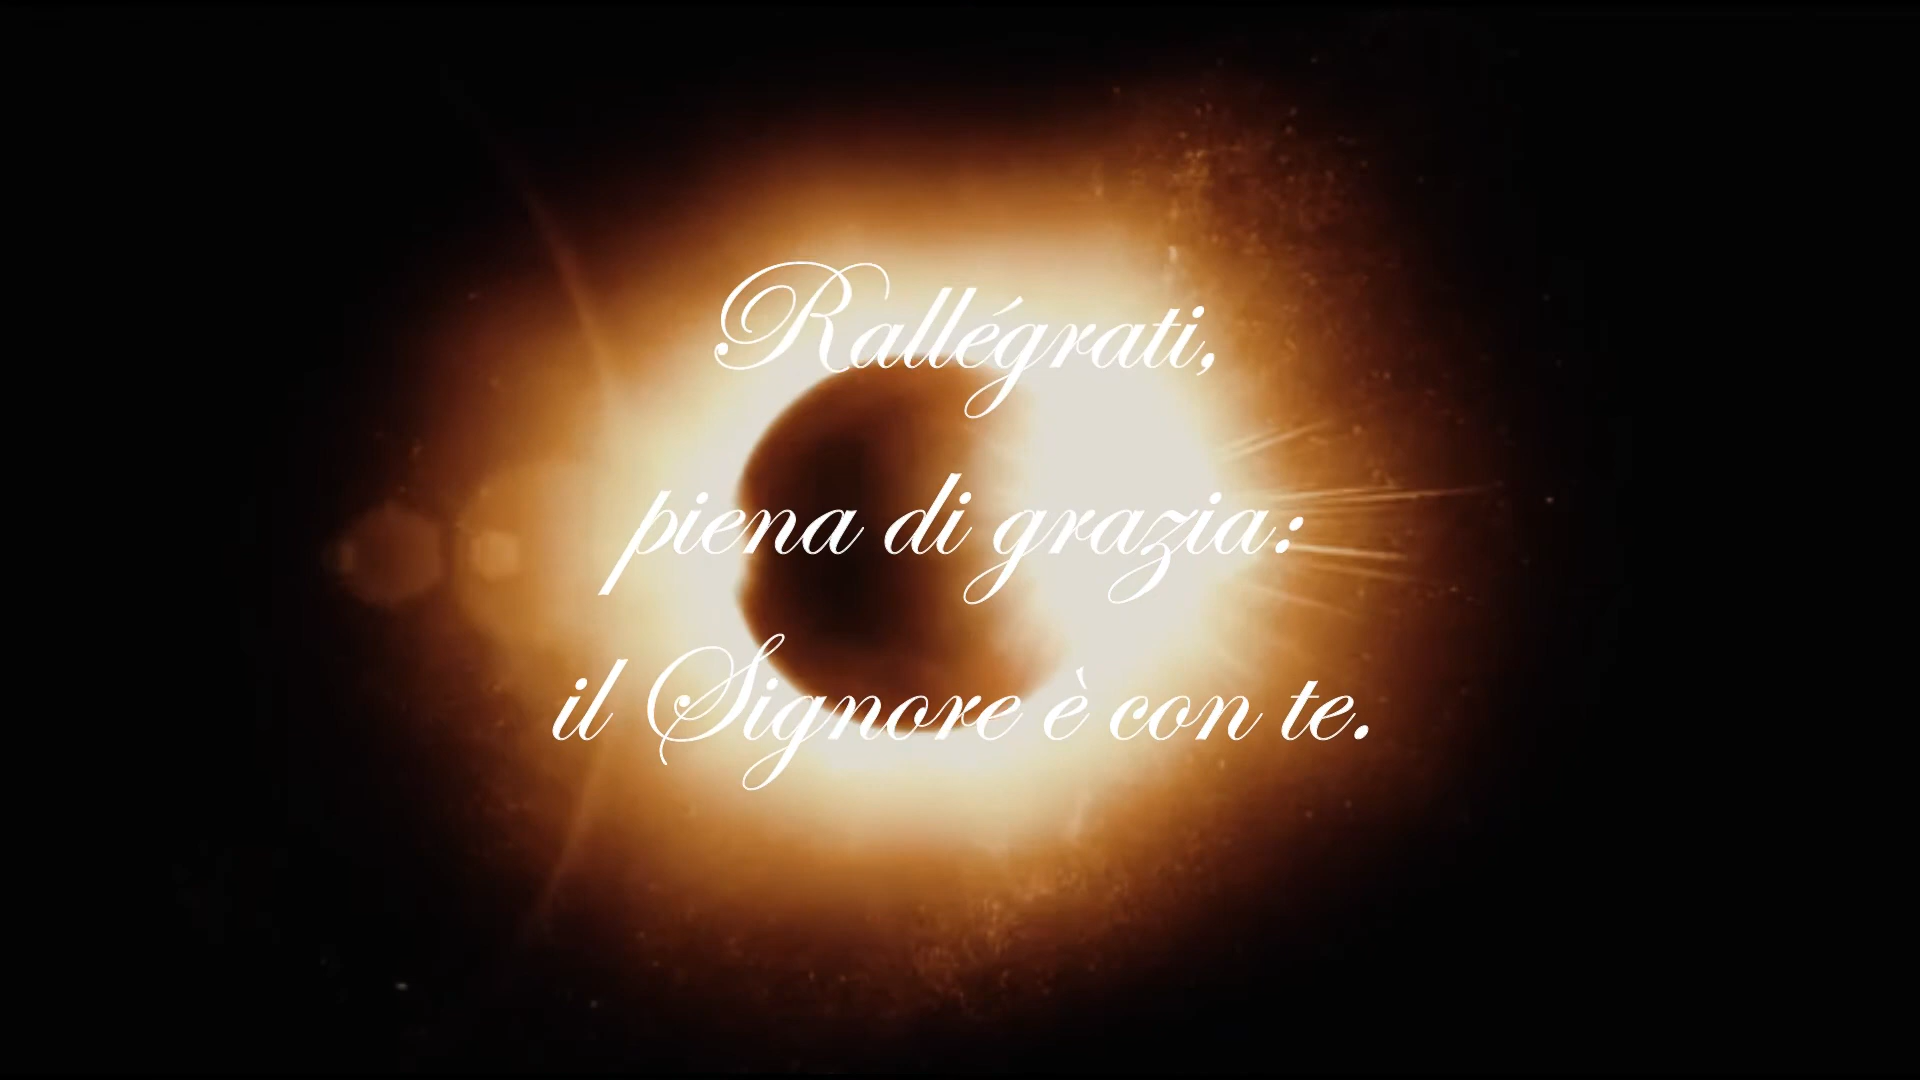 Rallégrati,
piena di grazia:
il Signore è con te.